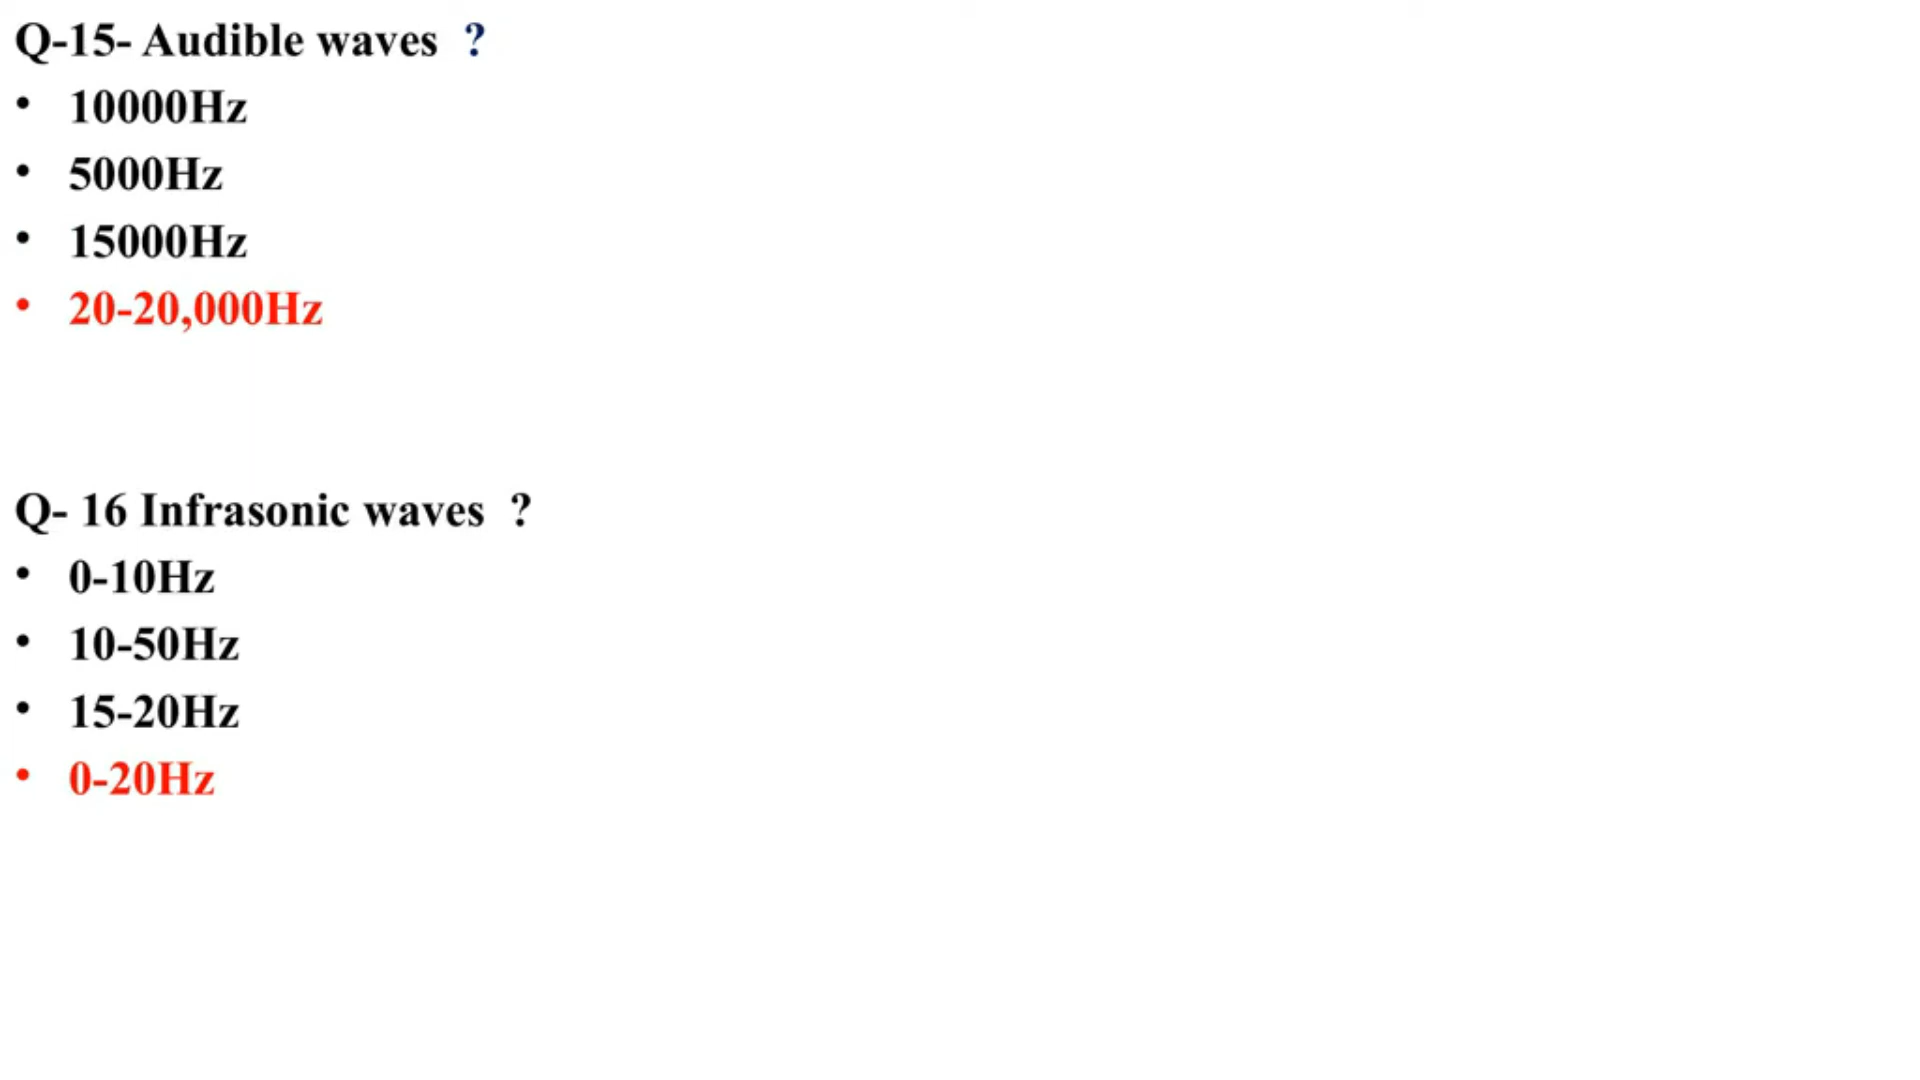 Q-15- Audible waves ?
• 10000Hz
• 5000Hz
• 15000Hz
• 20-20,000Hz
Q- 16 Infrasonic waves ?
• 0-10Hz
• 10-50Hz
• 15-20Hz
• 0-20Hz